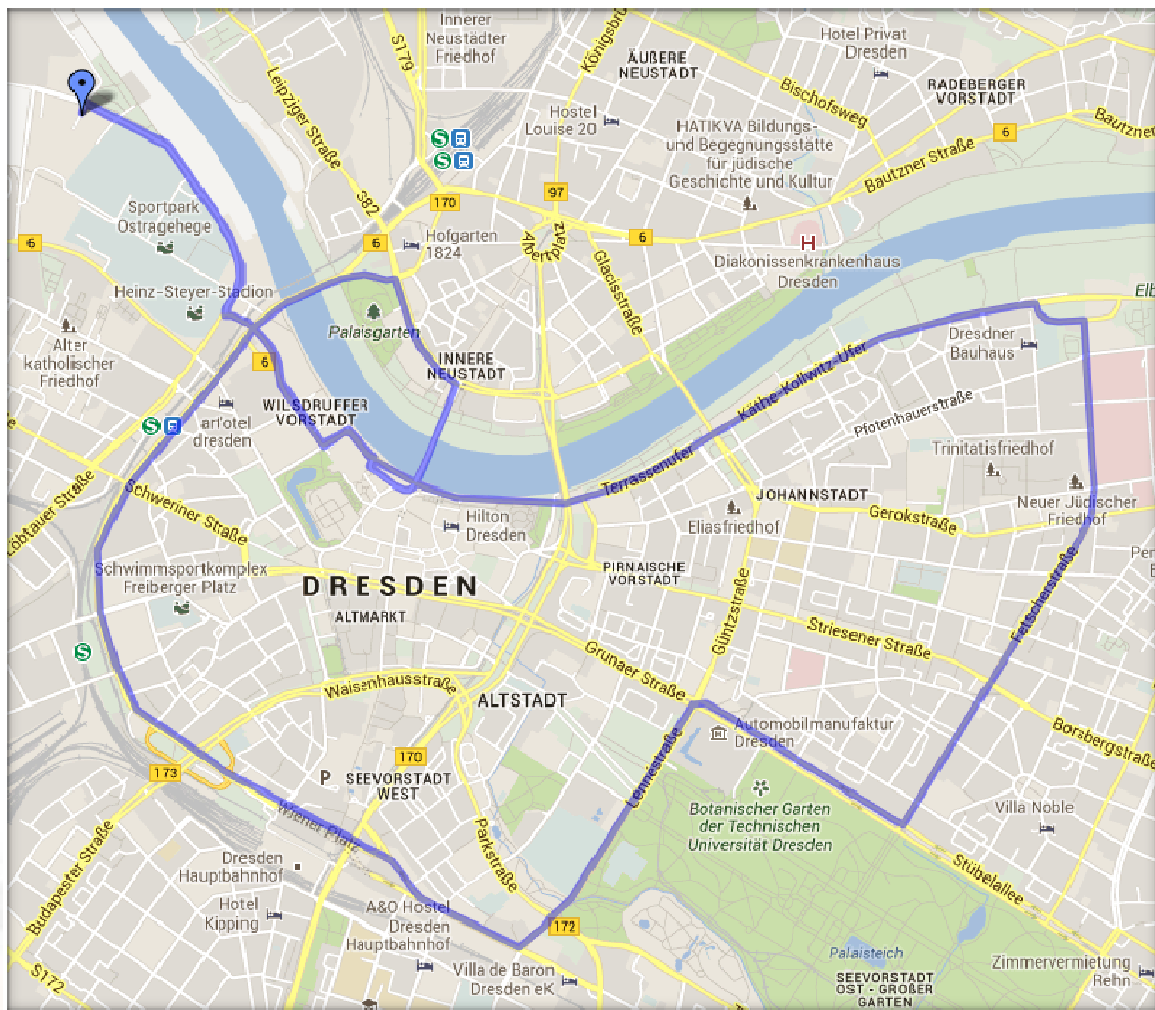 Innerer
Neustädter
Friedhof
S179
Königsbrü
ÄUßERE
NEUSTADT
Hotel Privat
Dresden
RADEBERGER
VORSTADT
Leipziger Straße
Bischofsweg
Hostel
Louise 20
HATIKVA Bildungs-
und Begegnungsstätte
für jüdische
Geschichte und Kultur
6
Bautzner
Bautzner Straße
S
S
97
170
S82
Sportpark
Ostragehege
6
6
Hofgarten
1824
Albertplatz
6
H
Diakonissenkrankenhaus
Dresden
Glacisstraße
Heinz-Steyer-Stadion
Elb
Palaisgarten
Alter
katholischer
Friedhof
6
INNERE
NEUSTADT
Dresdner
Bauhaus
Käthe-Kollwitz-Ufer
WILSDRUFFER
VORSTADT
Pfotenhauerstraße
S
art'otel
dresden
Trinitatisfriedhof
Terrassenufer
Löbtauer Straße
Schweriner Straße
JOHANNSTADT
Neuer Jüdischer
Friedhof
Gerokstraße
Hilton
Dresden
Eliasfriedhof
Schwimmsportkomplex
Freiberger Platz
DRESDEN
ALTMARKT
PIRNAISCHE
VORSTADT
Pen
Fetscherstraße
Güntzstraße
Striesener Straße
S
Grunaer Straße
Waisenhausstraße
ALTSTADT
Automobilmanufaktur
Dresden
Borsbergstraße
Lennéstraße
170
173
P
SEEVORSTADT
WEST
Wiener Platz
Botanischer Garten
der Technischen
Universität Dresden
Villa Noble
Parkstraße
Budapester Straße
Dresden
Hauptbahnhof
Stübelallee
Hotel
Kipping
A&O Hostel
Dresden
Hauptbahnhof
172
Palaisteich
Villa de Baron
Dresden eK
S172
SEEVORSTADT
OST - GROßER
GARTEN
Zimmervermietung
Rehn